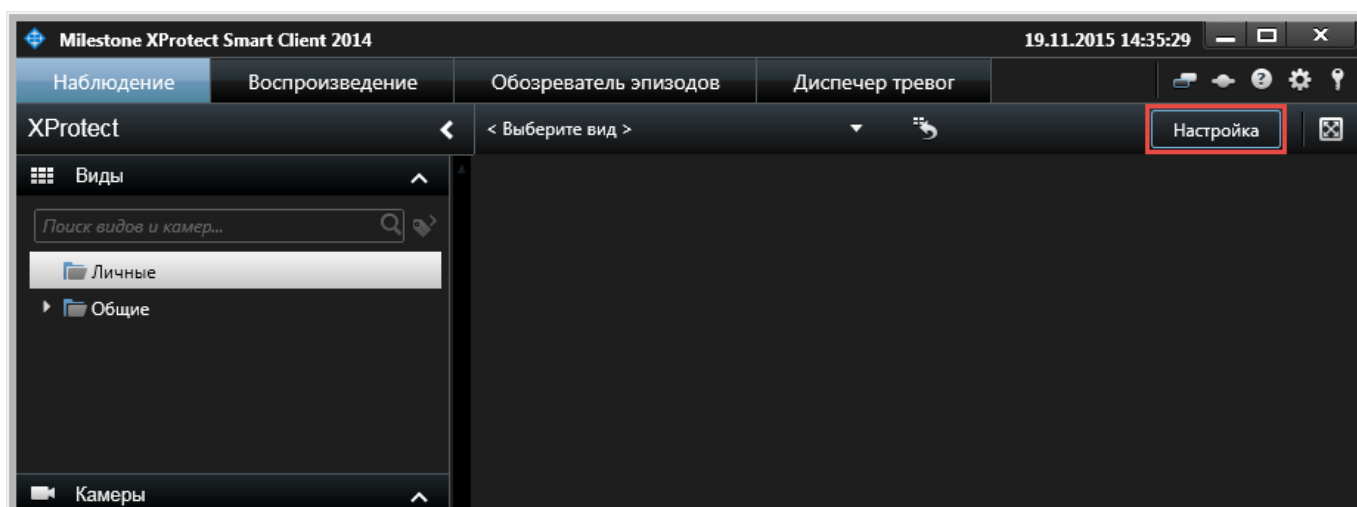 Milestone XProtect Smart Client 2014 19.11.2015 14:35:29
Наблюдение Воспроизведение Обозреватель эпизодов Диспечер тревог
XProtect < Выберите вид > Настройка
Виды
Поиск видов и камер...
Личные
Общие
Камеры